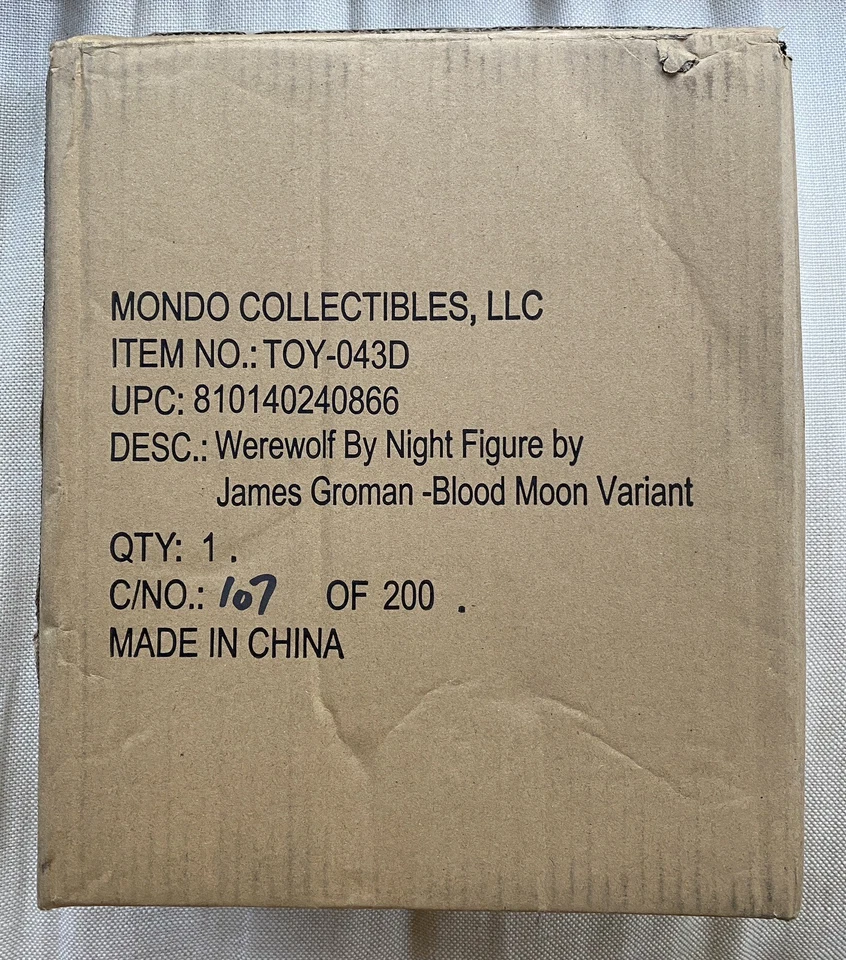 MONDO COLLECTIBLES, LLC
ITEM NO.: TOY-043D
UPC: 810140240866
DESC.: Werewolf By Night Figure by
James Groman -Blood Moon Variant
QTY: 1 .
C/NO.: 107 OF 200 .
MADE IN CHINA